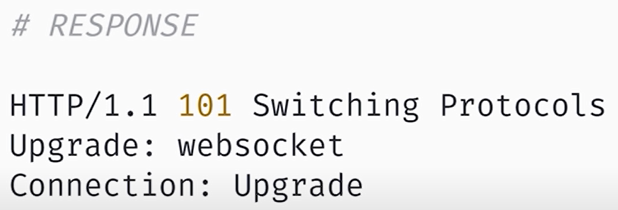 # RESPONSE
HTTP/1.1 101 Switching Protocols
Upgrade: websocket
Connection: Upgrade